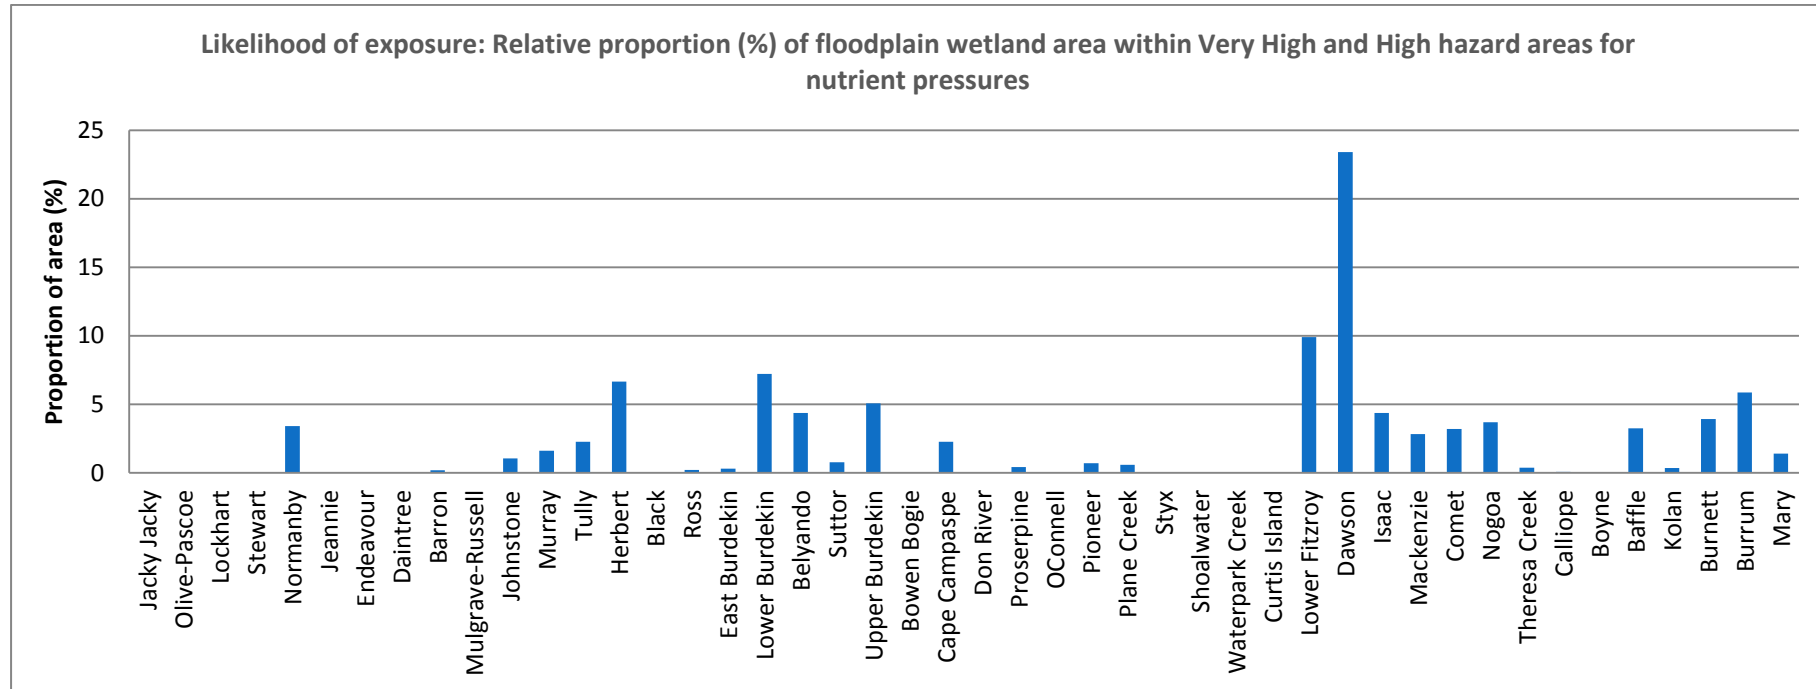 Likelihood of exposure: Relative proportion (%) of floodplain wetland area within Very High and High hazard areas for
nutrient pressures
Proportion of area (%)
25
20
15
10
5
0
Jacky Jacky
Olive-Pascoe
Lockhart
Stewart
Normanby
Jeannie
Endeavour
Daintree
Barron
Mulgrave-Russell
Johnstone
Murray
Tully
Herbert
Black
Ross
East Burdekin
Lower Burdekin
Belyando
Suttor
Upper Burdekin
Bowen Bogie
Cape Campaspe
Don River
Proserpine
OConnell
Pioneer
Plane Creek
Styx
Shoalwater
Waterpark Creek
Curtis Island
Lower Fitzroy
Dawson
Isaac
Mackenzie
Comet
Nogoa
Theresa Creek
Calliope
Boyne
Baffle
Kolan
Burnett
Burrum
Mary